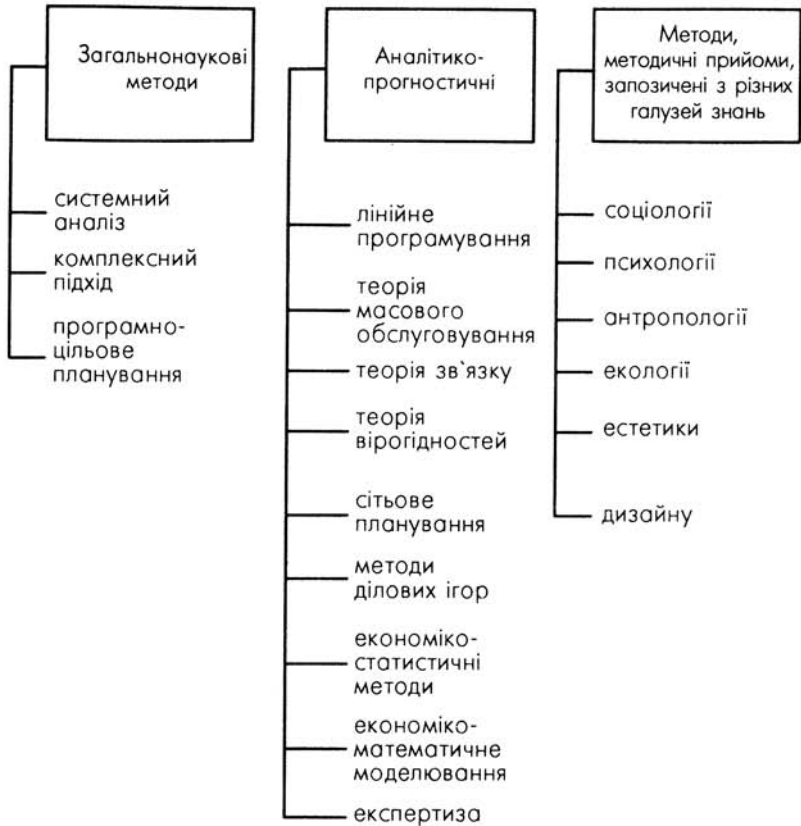 Загальнонаукові
методи
системний
аналіз
комплексний
підхід
програмно-
цільове
планування
Аналітико-
прогностичні
лінійне
програмування
теорія
масового
обслуговування
теорія зв`язку
теорія
вірогідностей
сітьове
планування
методи
ділових ігор
економіко-
статистичні
методи
економіко-
математичне
моделювання
експертиза
Методи,
методичні прийоми,
запозичені з різних
галузей знань
соціології
психології
антропології
екології
естетики
дизайну